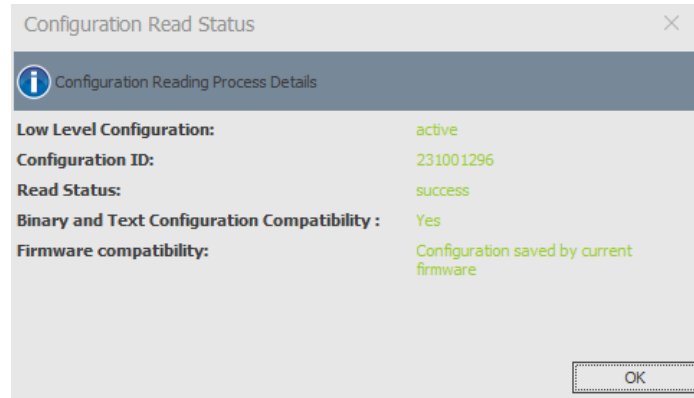 Configuration Read Status
Configuration Reading Process Details
Low Level Configuration: active
Configuration ID: 231001296
Read Status: success
Binary and Text Configuration Compatibility : Yes
Firmware compatibility: Configuration saved by current
firmware
OK